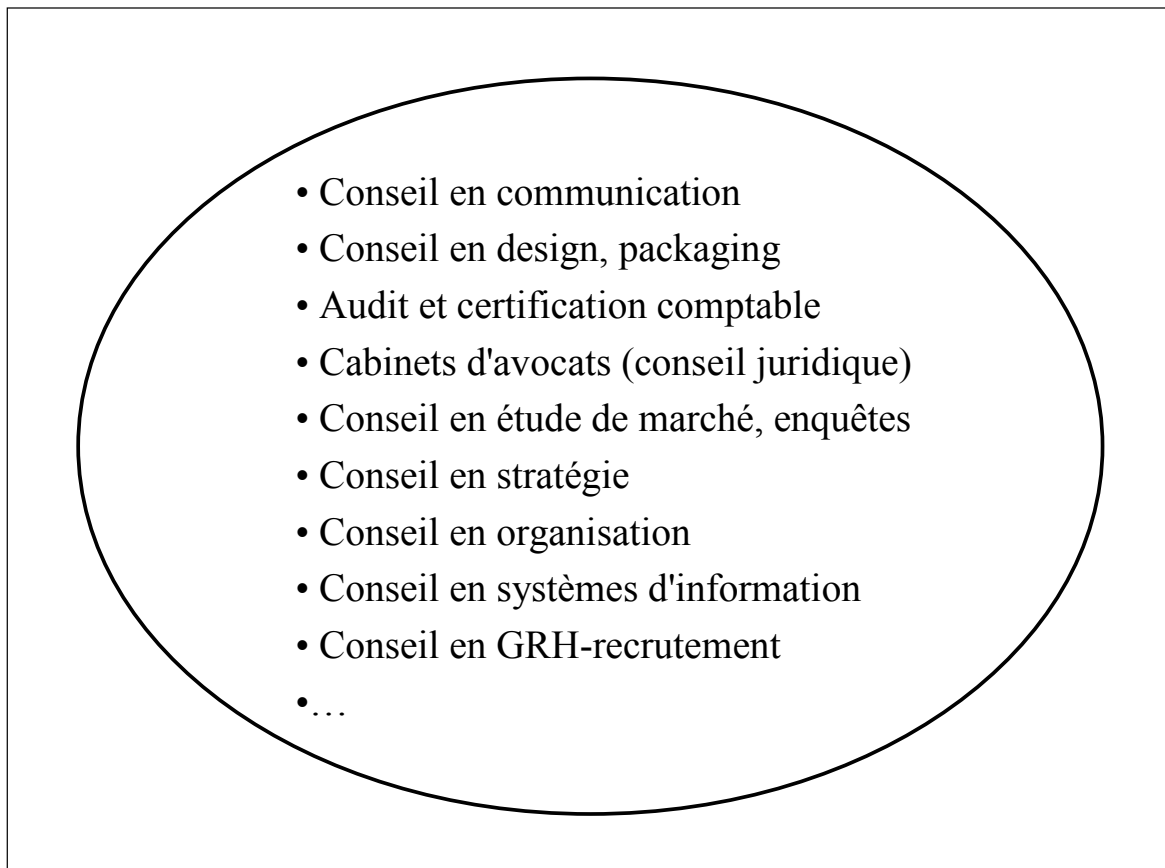 • Conseil en communication
• Conseil en design, packaging
• Audit et certification comptable
• Cabinets d'avocats (conseil juridique)
• Conseil en étude de marché, enquêtes
• Conseil en stratégie
• Conseil en organisation
• Conseil en systèmes d'information
• Conseil en GRH-recrutement
•…